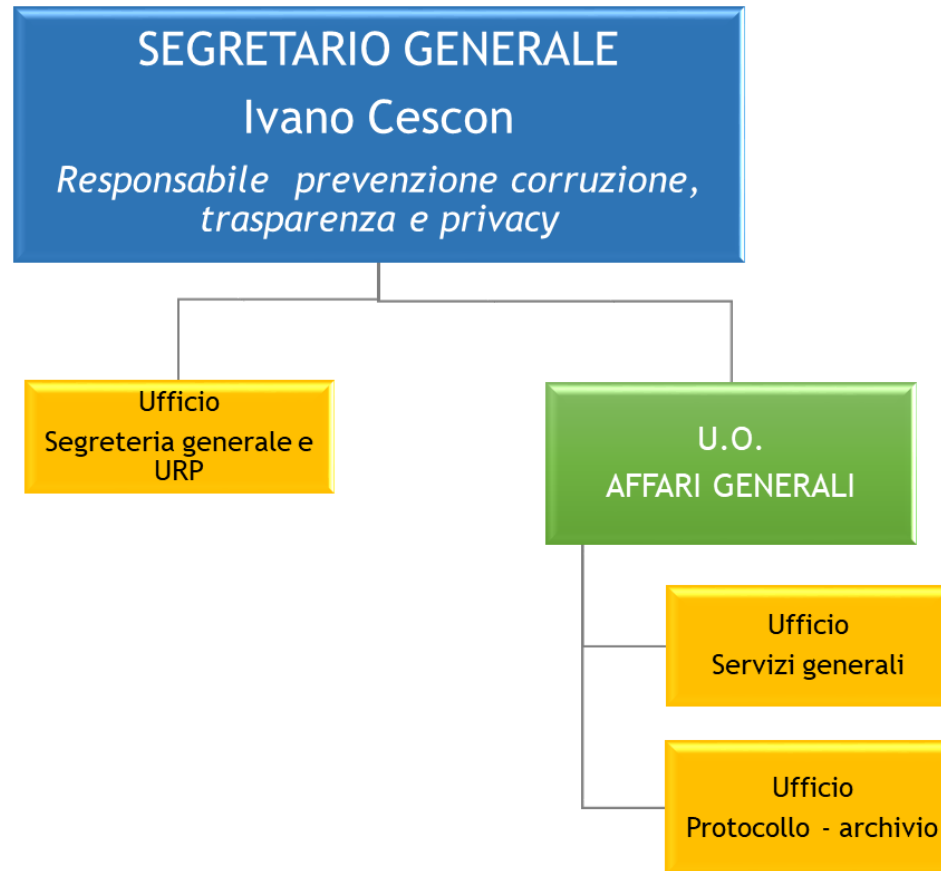 SEGRETARIO GENERALE
Ivano Cescon
Responsabile prevenzione corruzione,
trasparenza e privacy
Ufficio
Segreteria generale e
URP
U.O.
AFFARI GENERALI
Ufficio
Servizi generali
Ufficio
Protocollo - archivio